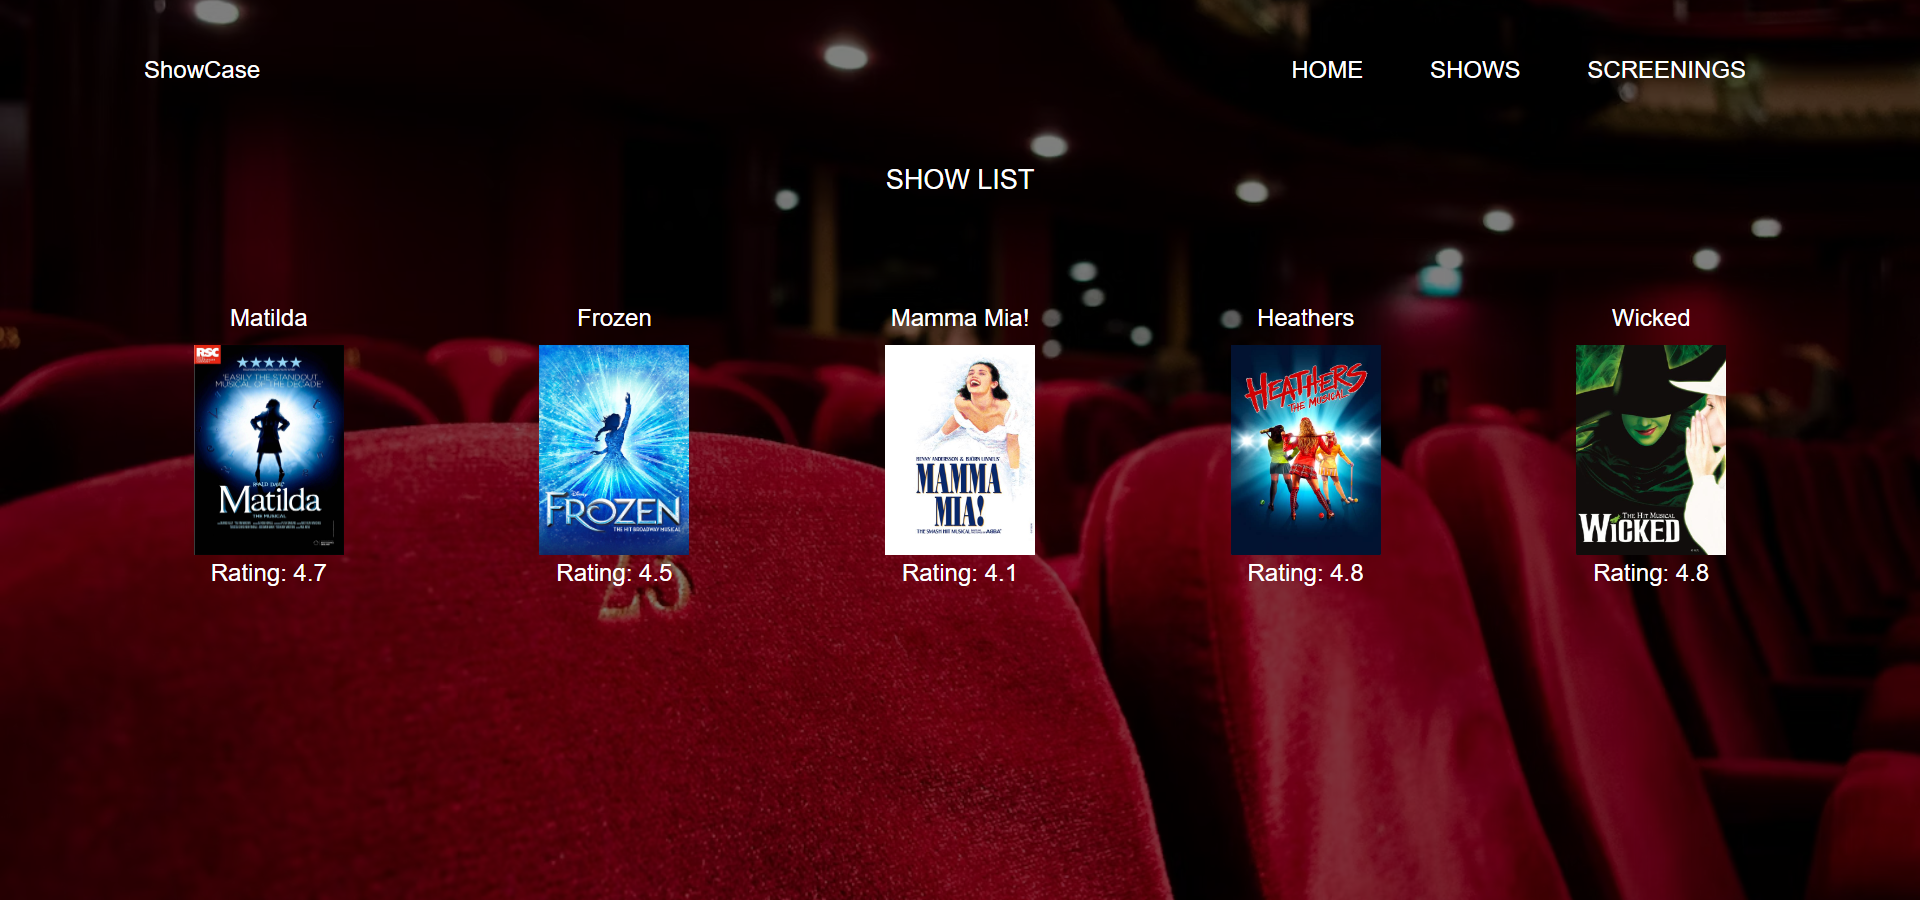 ShowCase
HOME
SHOWS
SCREENINGS
SHOW LIST
Matilda
Frozen
Mamma Mia!
Heathers
Wicked
RSC
'EASILY THE STANDOUT
MUSICAL OF THE DECADE'
Matilda
THE MUSICAL
Disney
FROZEN
THE HIT BROADWAY MUSICAL
BENNY ANDERSSON & BJÖRN ULVAEUS'
MAMMA
MIA!
THE SMASH HIT MUSICAL ABBA
HEATHERS
THE MUSICAL
THE HIT MUSICAL
WICKED
Rating: 4.7
Rating: 4.5
Rating: 4.1
Rating: 4.8
Rating: 4.8